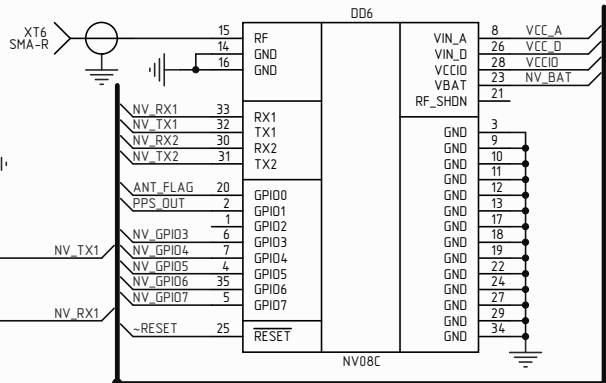 DD6
XT6
SMA-R
15 RF
14 GND
16 GND
NV_RX1 33 RX1
NV_TX1 32 TX1
NV_RX2 30 RX2
NV_TX2 31 TX2
ANT_FLAG 20 GPIO0
PPS_OUT 2 GPIO1
1 GPIO2
NV_GPIO3 6 GPIO3
NV_GPIO4 7 GPIO4
NV_GPIO5 4 GPIO5
NV_GPIO6 35 GPIO6
NV_GPIO7 5 GPIO7
~RESET 25 RESET
NV_TX1
NV_RX1
VIN_A 8 VCC_A
VIN_D 26 VCC_D
VCCIO 28 VCCIO
VBAT 23 NV_BAT
RF_SHDN 21
GND 3
GND 9
GND 10
GND 11
GND 12
GND 13
GND 17
GND 18
GND 19
GND 22
GND 24
GND 27
GND 29
GND 34
NV08C